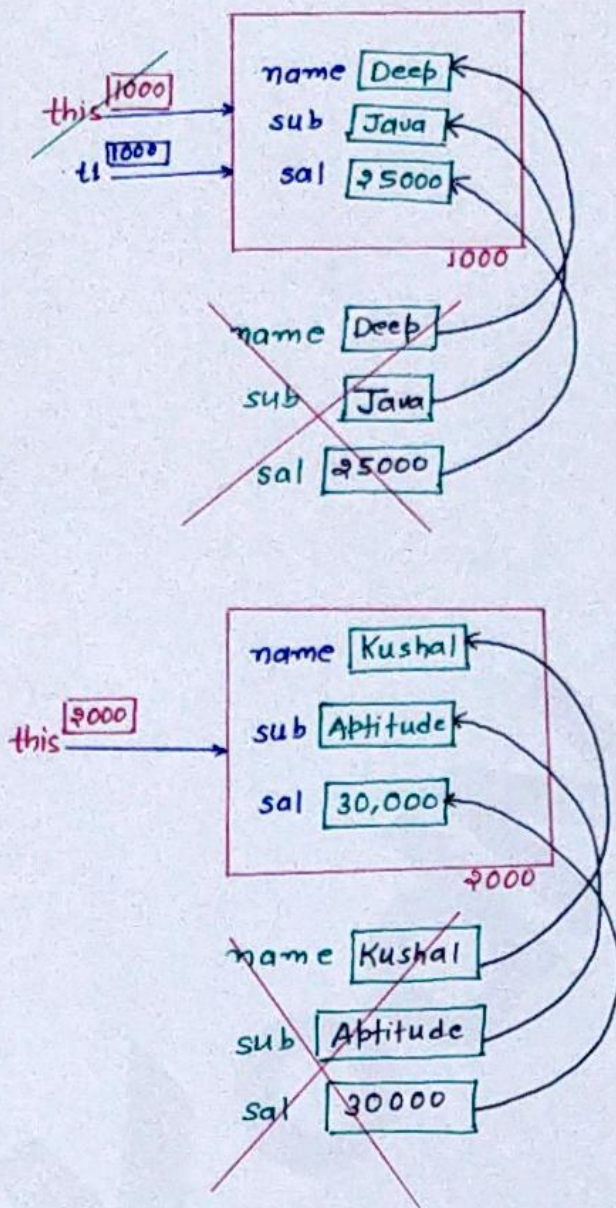 this 1000
name Deep
t1 1000
sub Java
sal 25000
1000
name Deep
sub Java
sal 25000
name Kushal
this 2000
sub Aptitude
sal 30,000
2000
name Kushal
sub Aptitude
sal 30000